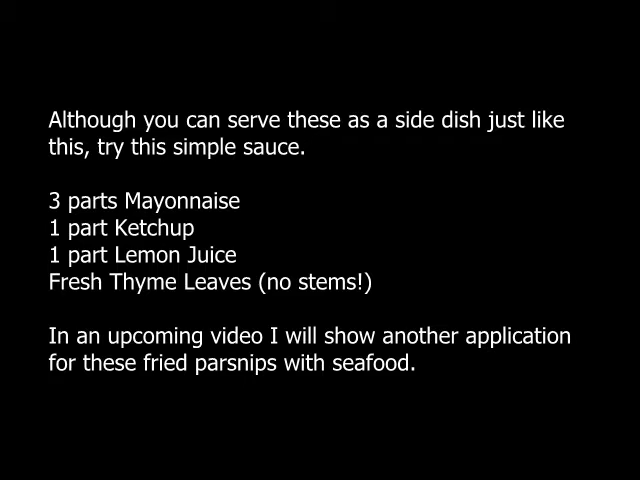 Although you can serve these as a side dish just like
this, try this simple sauce.
3 parts Mayonnaise
1 part Ketchup
1 part Lemon Juice
Fresh Thyme Leaves (no stems!)
In an upcoming video I will show another application
for these fried parsnips with seafood.